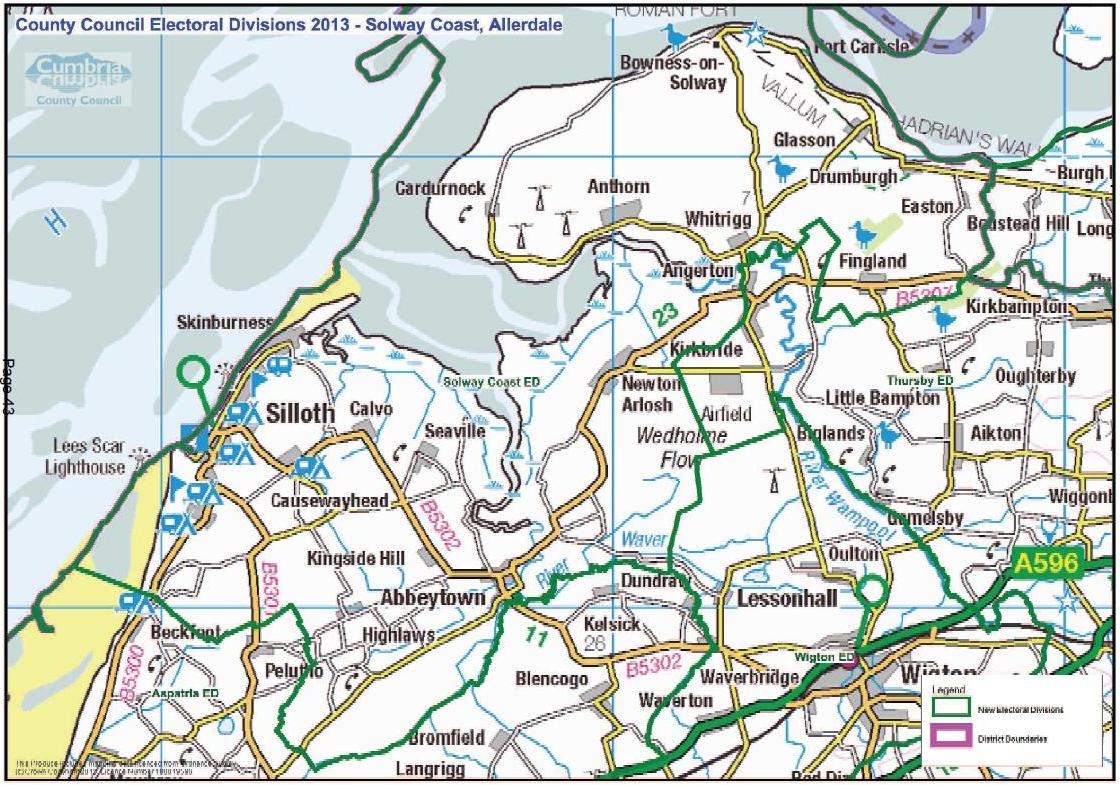 County Council Electoral Divisions 2013 - Solway Coast, Allerdale
Cumbria
County Council
ROMAN FORT
Port Carlisle
Bowness-on-
Solway
VALLUM
HADRIAN'S WALL
Glasson
Drumburgh
Burgh
Cardurnock
Anthorn
7
Whitrigg
Easton
Boustead Hill
Long
Angerton
Fingland
B5307
Kirkbampton
Skinburness
23
Kirkbride
Solway Coast ED
Newton
Arlosh
Airfield
Thursby ED
Oughterby
Little Bampton
Silloth
Calvo
Seaville
Wedholme
Flow
Biglands
Aikton
Lees Scar
Lighthouse
Causewayhead
B5302
River Wampool
Wiggonb
Gamelsby
Kingside Hill
Waver
River
Oulton
A596
B5301
Dundraw
Abbeytown
Lessonhall
Beckfoot
Highlaws
11
Kelsick
26
B5302
Wigton ED
Pelutho
B5300
Aspatria ED
Blencogo
Waverbridge
Wigton
Waverton
Bromfield
Langrigg
Legend
New Electoral Divisions
District Boundaries
Page 43